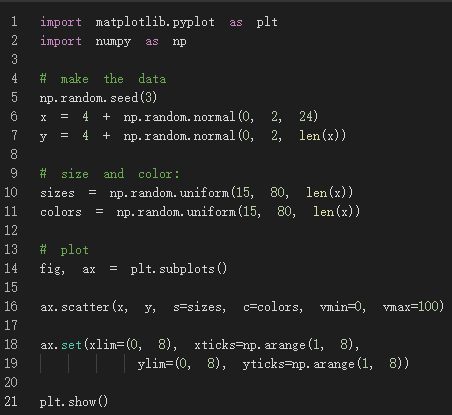 1 import matplotlib.pyplot as plt
2 import numpy as np
3
4 # make the data
5 np.random.seed(3)
6 x = 4 + np.random.normal(0, 2, 24)
7 y = 4 + np.random.normal(0, 2, len(x))
8
9 # size and color:
10 sizes = np.random.uniform(15, 80, len(x))
11 colors = np.random.uniform(15, 80, len(x))
12
13 # plot
14 fig, ax = plt.subplots()
15
16 ax.scatter(x, y, s=sizes, c=colors, vmin=0, vmax=100)
17
18 ax.set(xlim=(0, 8), xticks=np.arange(1, 8),
19 ylim=(0, 8), yticks=np.arange(1, 8))
20
21 plt.show()